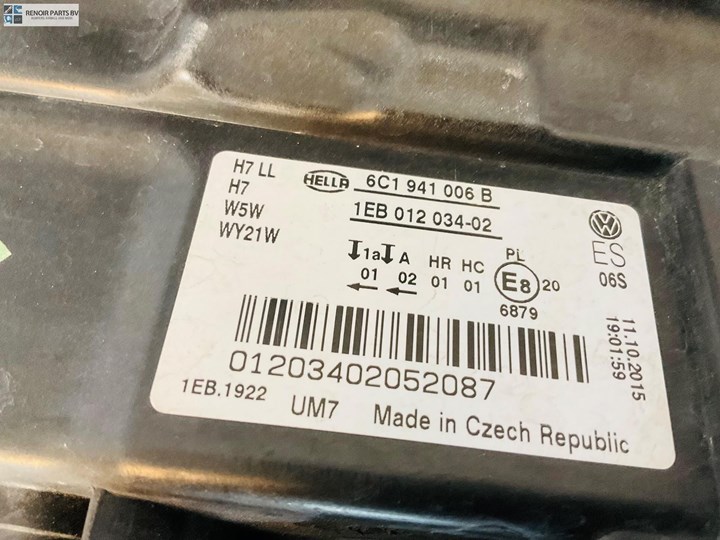 RENOIR PARTS BV
H7 LL
H7
W5W
WY21W
HELLA 6C1 941 006 B
1EB 012 034-02
1a A HR HC PL
01 02 01 01 E8 20
6879
ES
06S
11.10.2015
19:01:59
01203402052087
1EB.1922 UM7 Made in Czech Republic